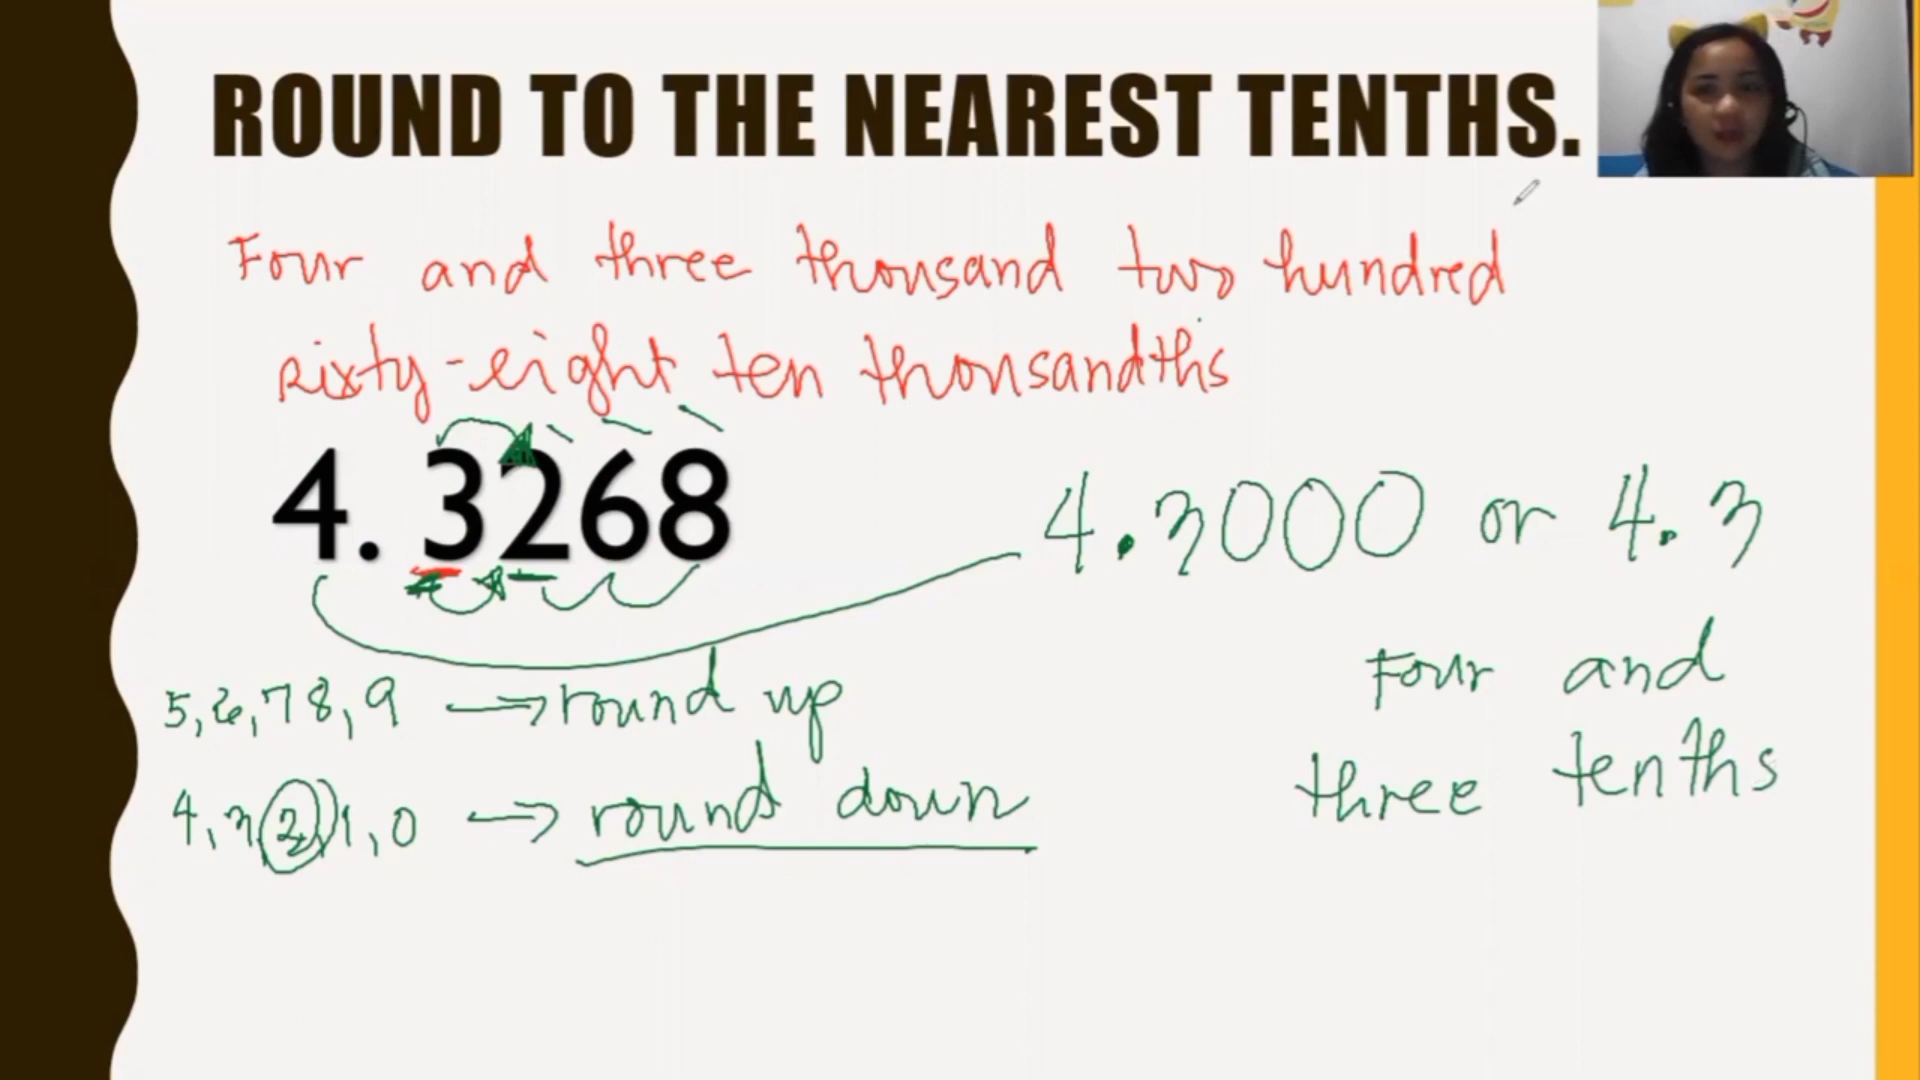 ROUND TO THE NEAREST TENTHS.
Four and three thousand two hundred
sixty-eight ten thousandths
4. 3268
4.3000 or 4.3
Four and
three tenths
5,6,78,9 → round up
4,3,2,1,0 → round down